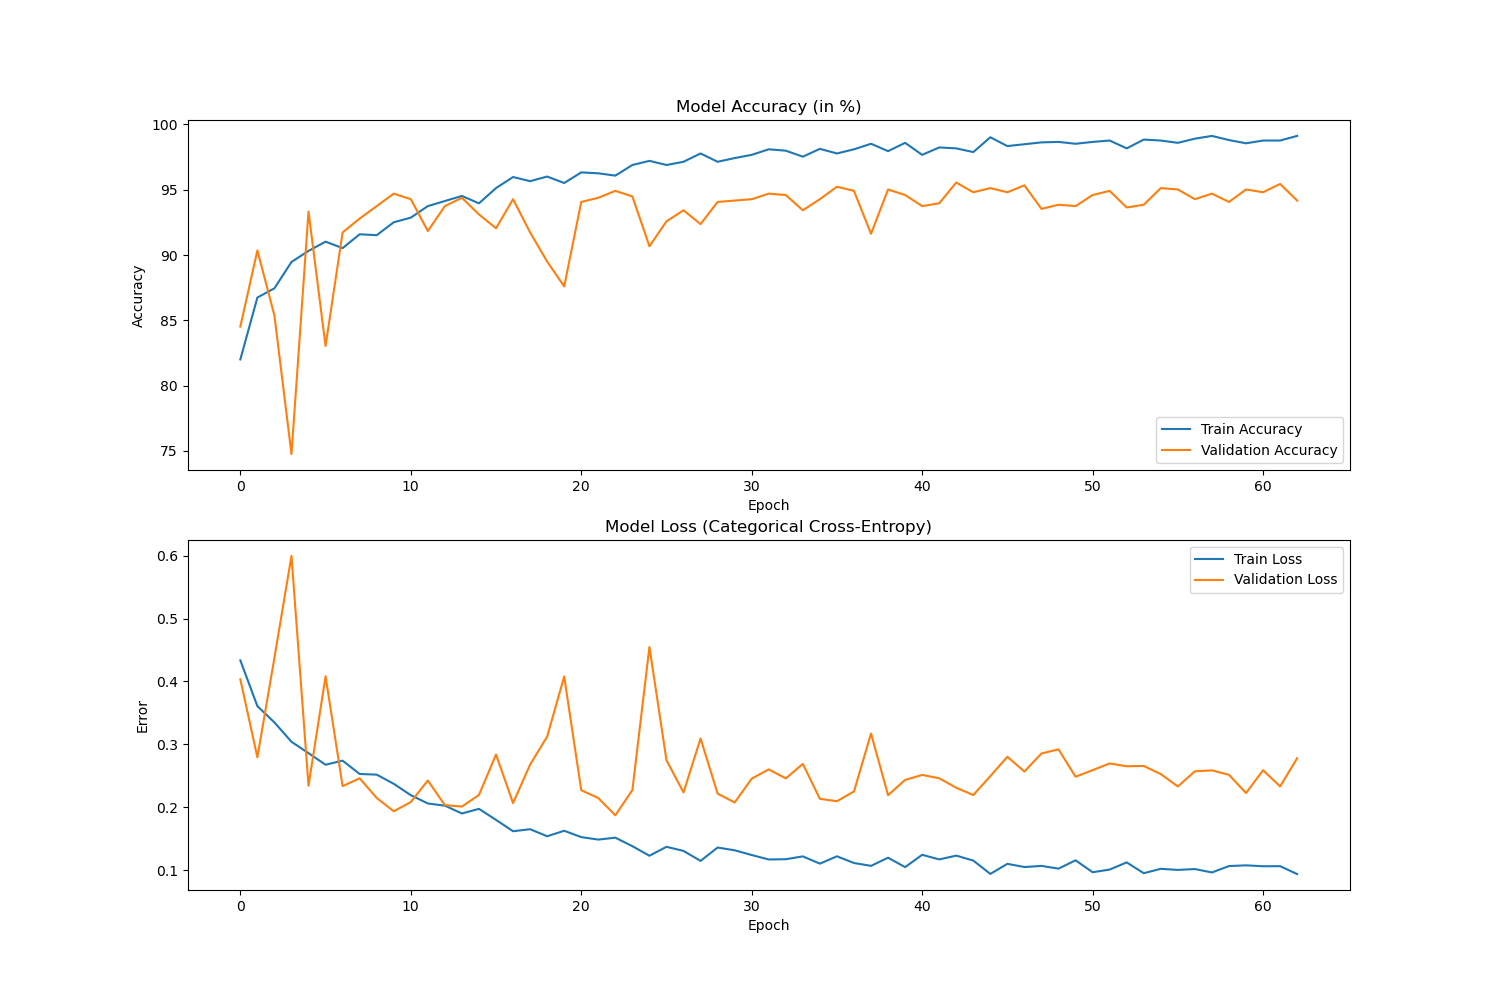 Model Accuracy (in %)
100
95
90
85
80
75
Accuracy
Train Accuracy
Validation Accuracy
0 10 20 30 40 50 60
Epoch
Model Loss (Categorical Cross-Entropy)
0.6
0.5
0.4
0.3
0.2
0.1
Error
Train Loss
Validation Loss
0 10 20 30 40 50 60
Epoch